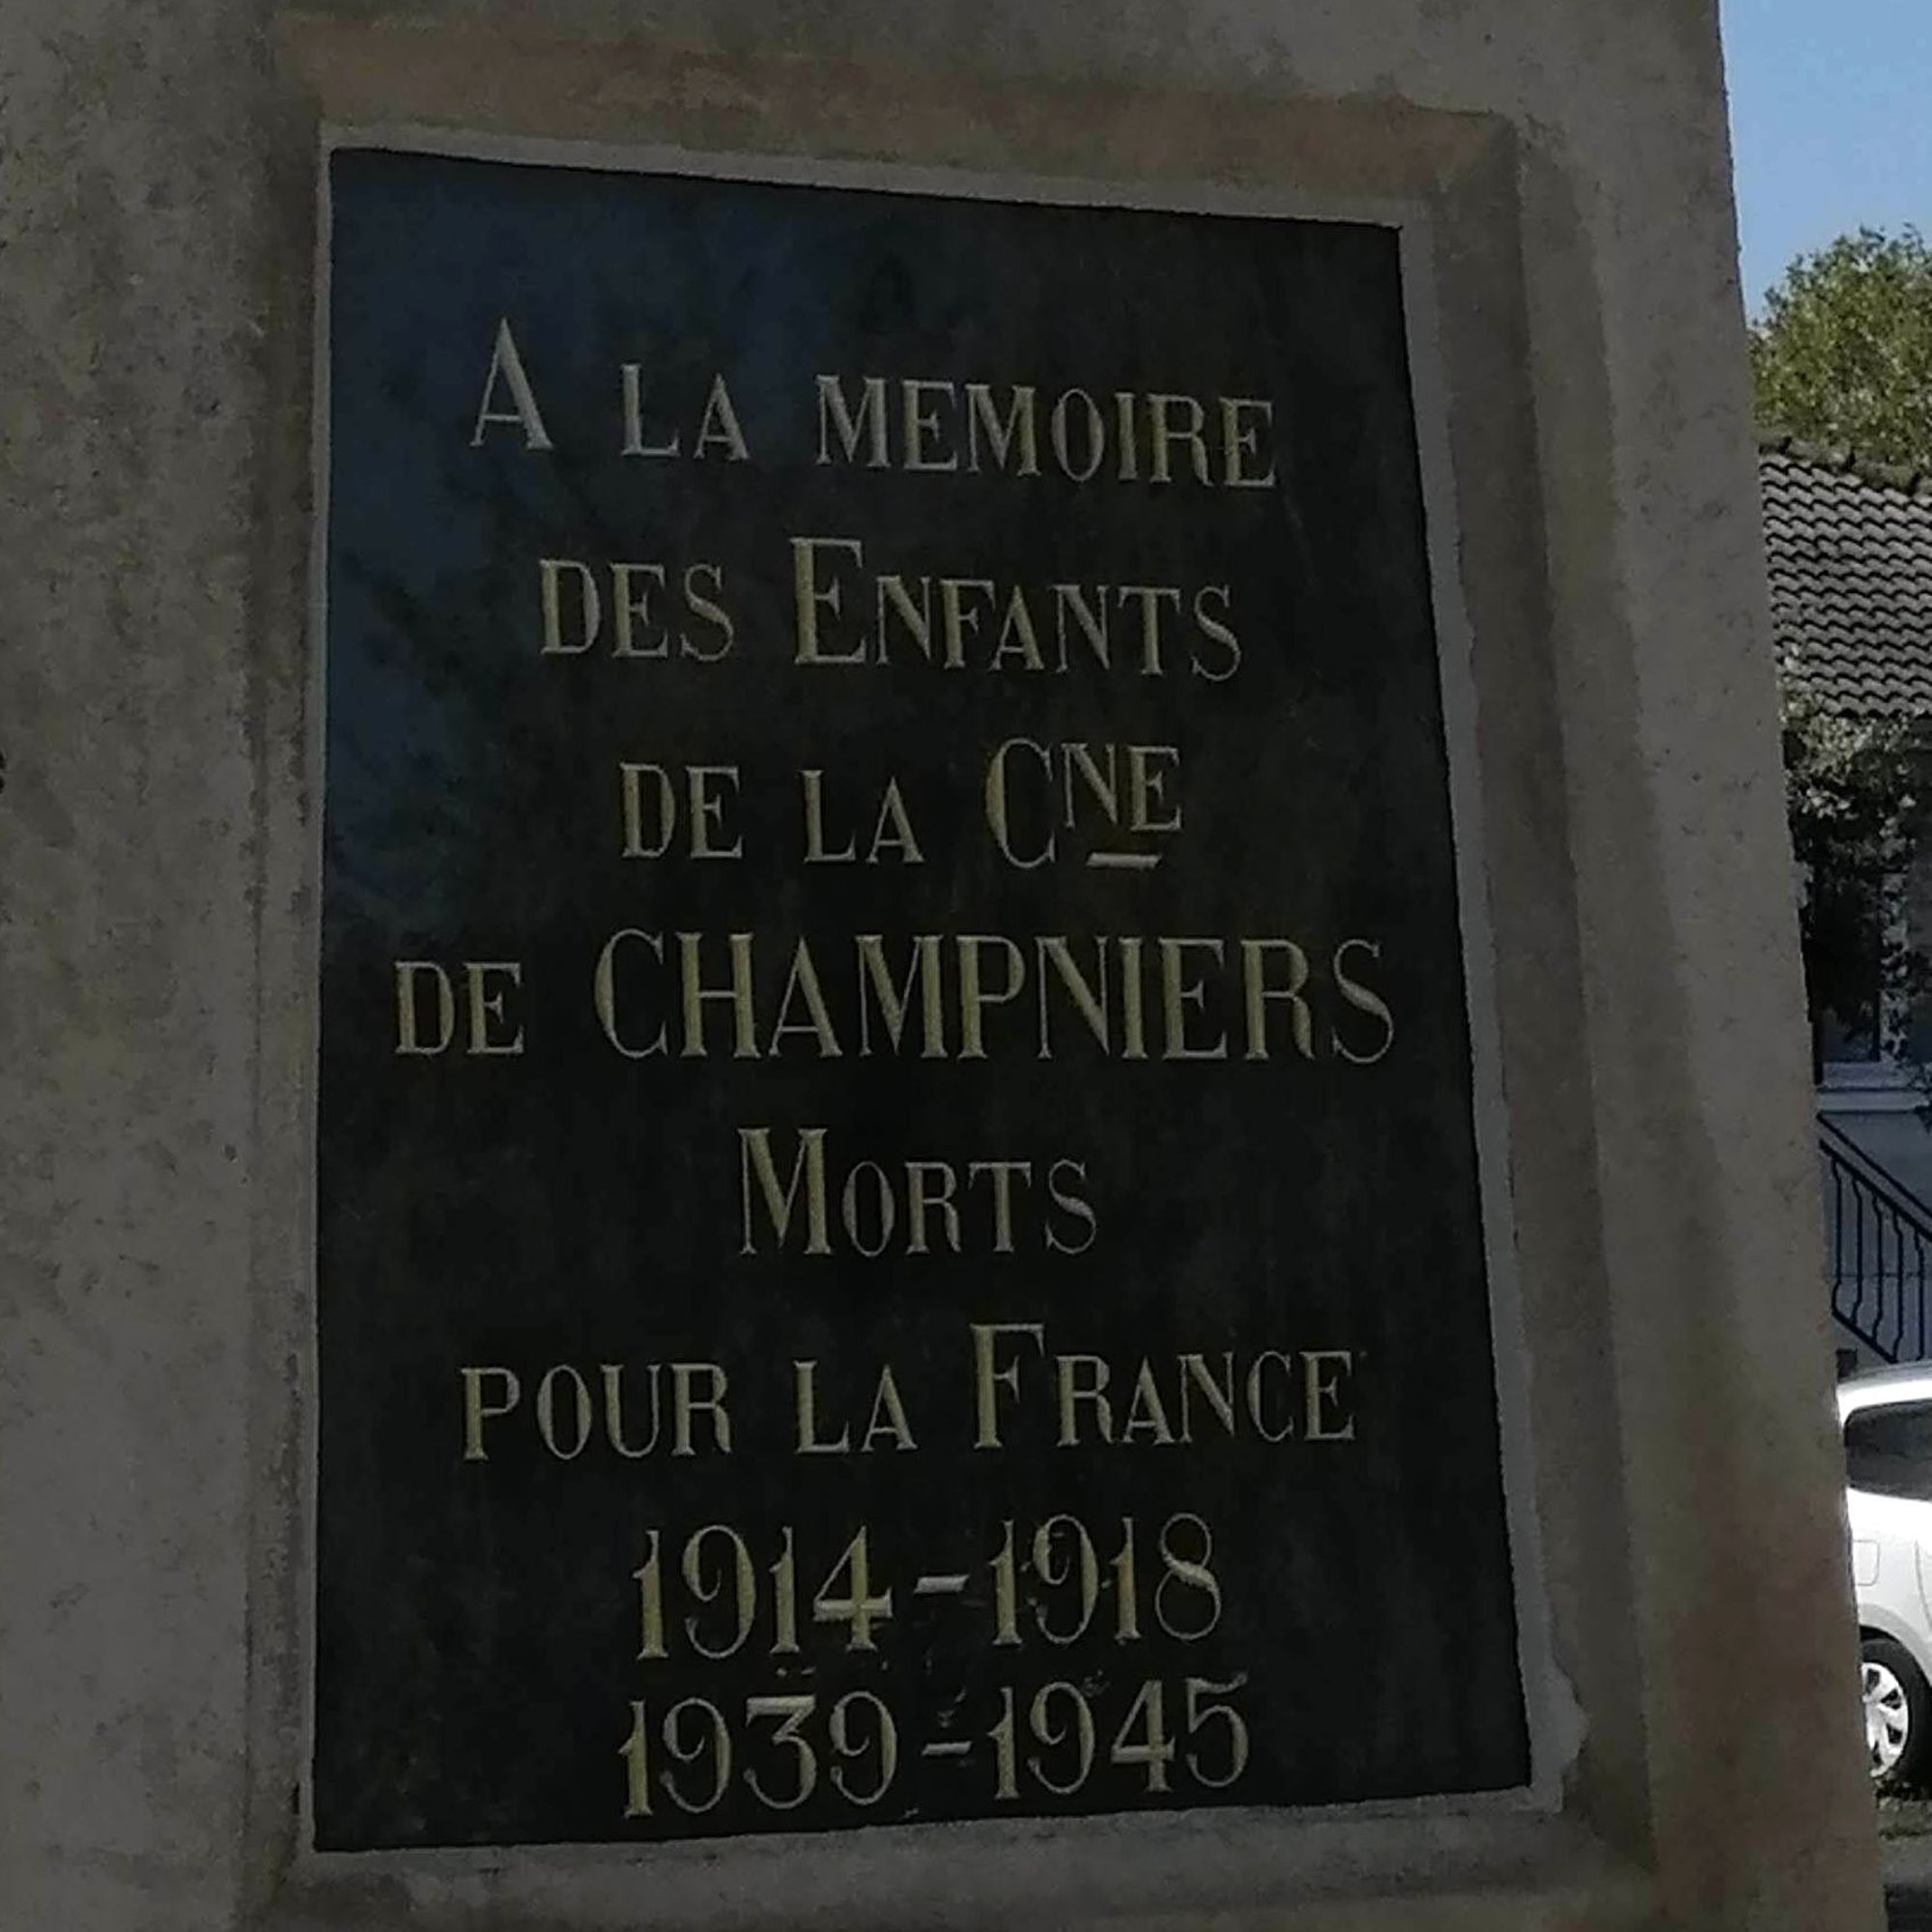 A LA MEMOIRE
DES ENFANTS
DE LA CNE
DE CHAMPNIERS
MORTS
POUR LA FRANCE
1914-1918
1939-1945